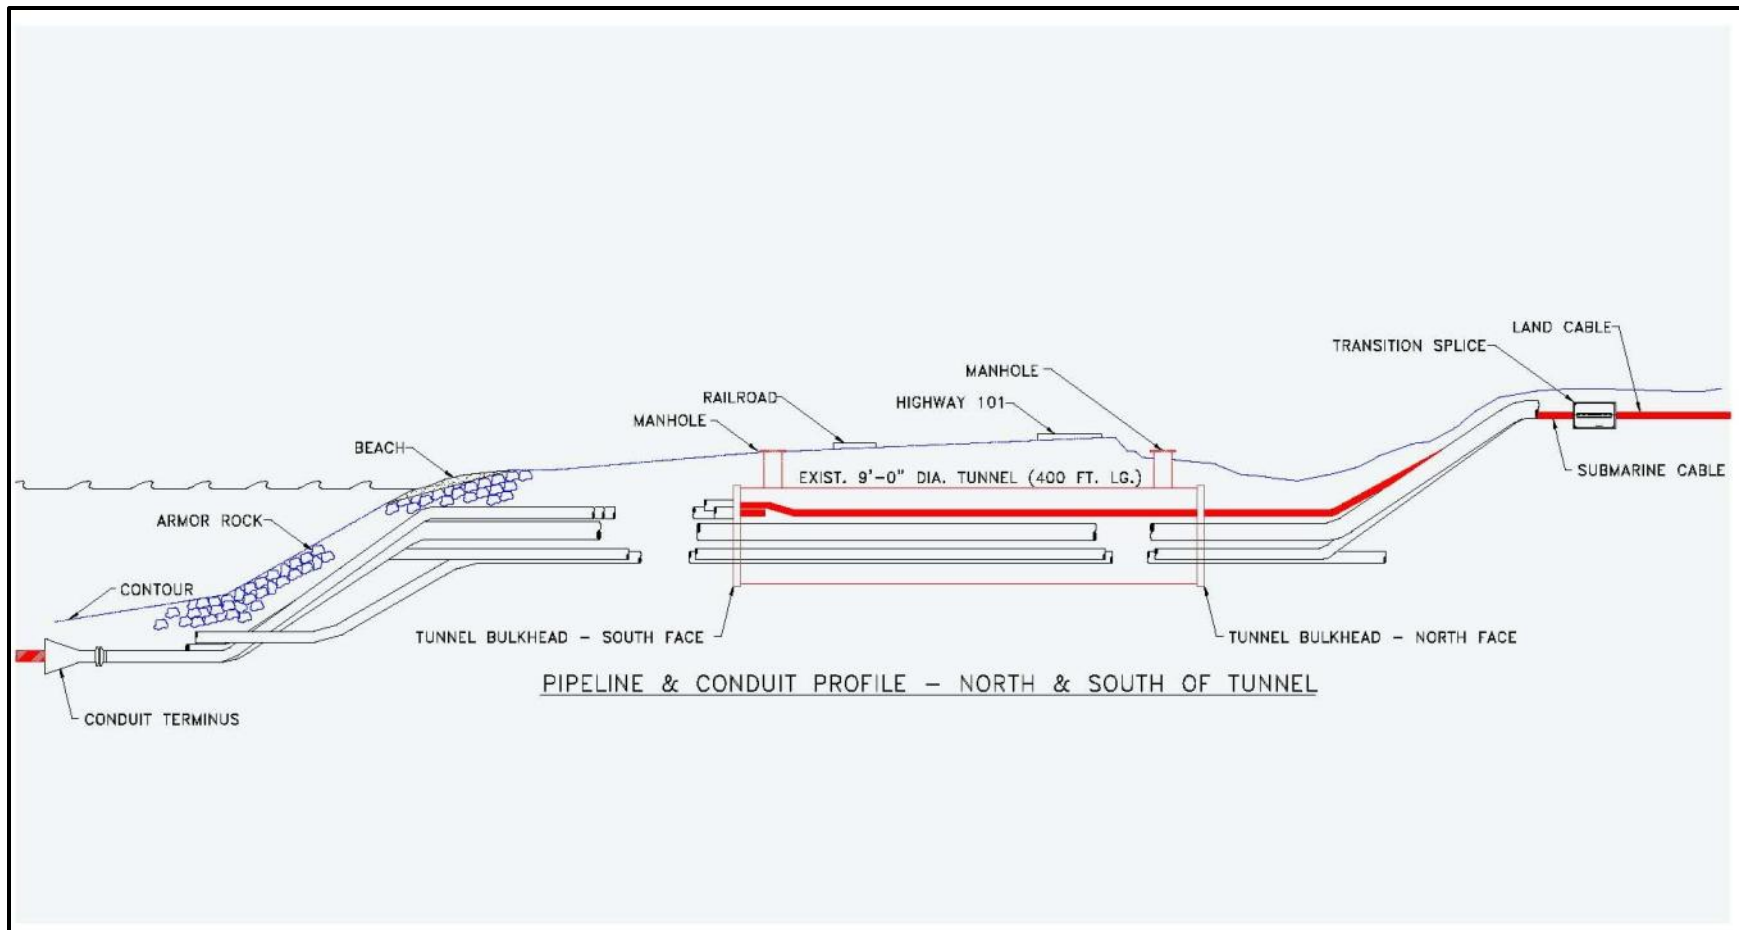 LAND CABLE
TRANSITION SPLICE
MANHOLE
RAILROAD
HIGHWAY 101
MANHOLE
BEACH
SUBMARINE CABLE
EXIST. 9'-0" DIA. TUNNEL (400 FT. LG.)
ARMOR ROCK
CONTOUR
TUNNEL BULKHEAD - SOUTH FACE
TUNNEL BULKHEAD - NORTH FACE
PIPELINE & CONDUIT PROFILE - NORTH & SOUTH OF TUNNEL
CONDUIT TERMINUS